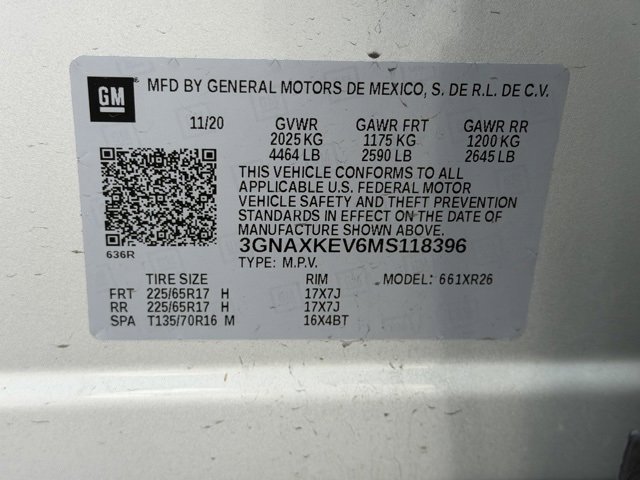 GM
MFD BY GENERAL MOTORS DE MEXICO, S. DE R.L. DE C.V.
11/20 GVWR GAWR FRT GAWR RR
2025 KG 1175 KG 1200 KG
4464 LB 2590 LB 2645 LB
THIS VEHICLE CONFORMS TO ALL
APPLICABLE U.S. FEDERAL MOTOR
VEHICLE SAFETY AND THEFT PREVENTION
STANDARDS IN EFFECT ON THE DATE OF
MANUFACTURE SHOWN ABOVE.
3GNAXKEV6MS118396
636R
TYPE: M.P.V.
TIRE SIZE RIM MODEL: 661XR26
FRT 225/65R17 H 17X7J
RR 225/65R17 H 17X7J
SPA T135/70R16 M 16X4BT